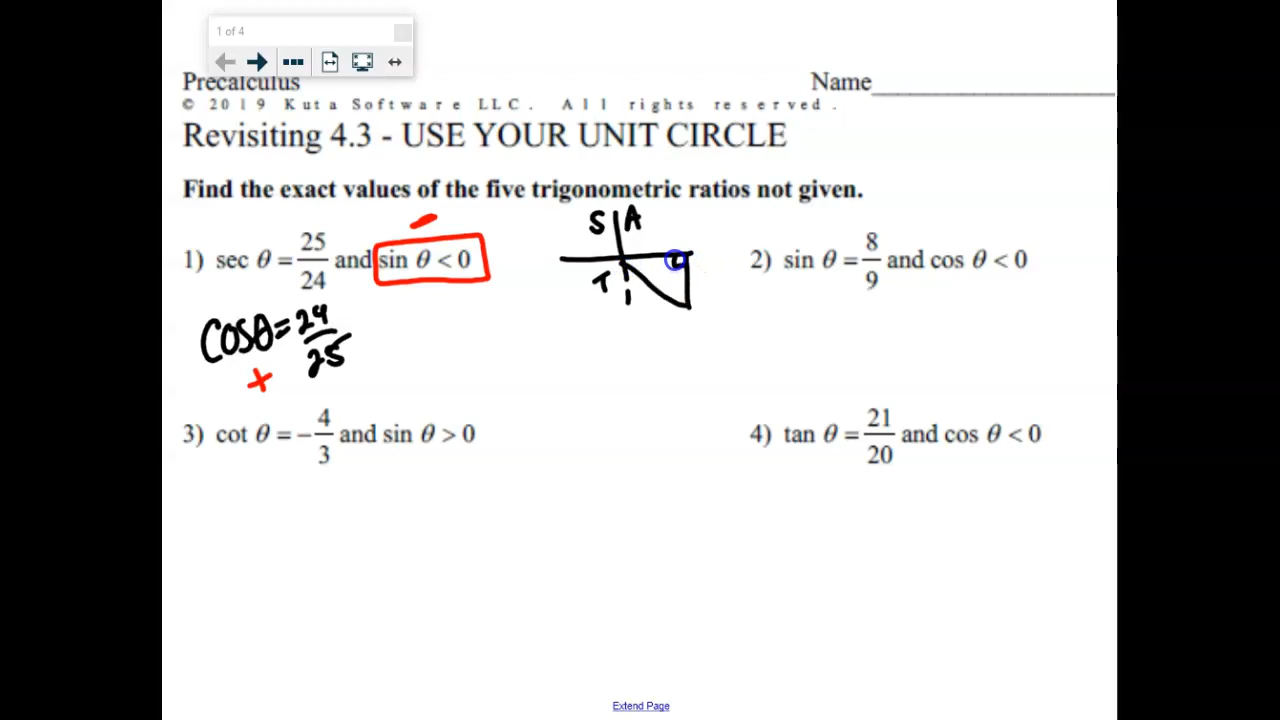 1 of 4
Precalculus Name
© 2019 Kuta Software LLC. All rights reserved.
Revisiting 4.3 - USE YOUR UNIT CIRCLE
Find the exact values of the five trigonometric ratios not given.
1) sec θ = 25/24 and sin θ < 0
S A
T
2) sin θ = 8/9 and cos θ < 0
cosθ = 24/25
+
3) cot θ = -4/3 and sin θ > 0
4) tan θ = 21/20 and cos θ < 0
Extend Page